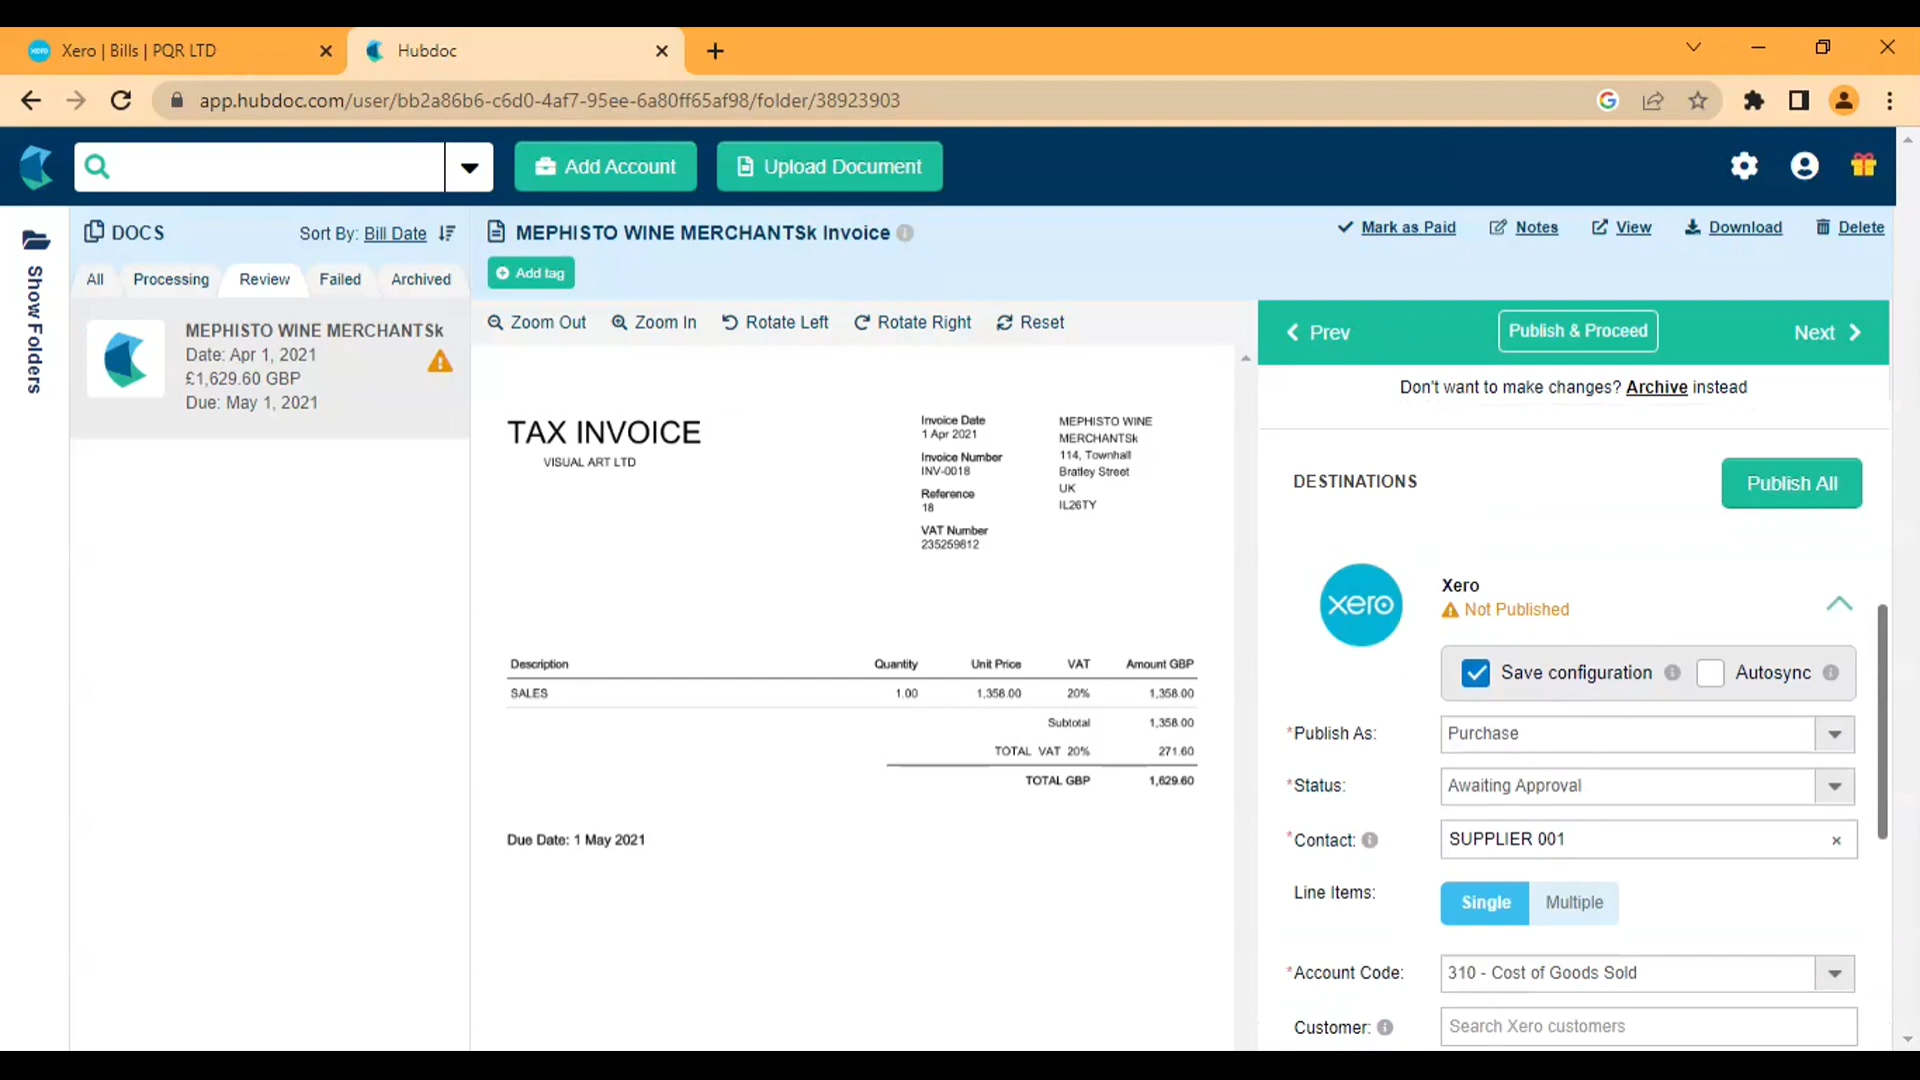 Xero | Bills | PQR LTD
Hubdoc
app.hubdoc.com/user/bb2a86b6-c6d0-4af7-95ee-6a80ff65af98/folder/38923903
Add Account
Upload Document
Show Folders
DOCS
Sort By: Bill Date
All
Processing
Review
Failed
Archived
MEPHISTO WINE MERCHANTSk
Date: Apr 1, 2021
£1,629.60 GBP
Due: May 1, 2021
MEPHISTO WINE MERCHANTSk Invoice
Mark as Paid
Notes
View
Download
Delete
Add tag
Zoom Out
Zoom In
Rotate Left
Rotate Right
Reset
TAX INVOICE
VISUAL ART LTD
Invoice Date
1 Apr 2021
Invoice Number
INV-0018
Reference
18
VAT Number
235259812
MEPHISTO WINE
MERCHANTSk
114, Townhall
Bratley Street
UK
IL26TY
Description Quantity Unit Price VAT Amount GBP
SALES 1.00 1,358.00 20% 1,358.00
Subtotal 1,358.00
TOTAL VAT 20% 271.60
TOTAL GBP 1,629.60
Due Date: 1 May 2021
Prev
Publish & Proceed
Next
Don't want to make changes? Archive instead
DESTINATIONS
Publish All
xero
Xero
Not Published
Save configuration
Autosync
*Publish As: Purchase
*Status: Awaiting Approval
*Contact: SUPPLIER 001
Line Items: Single Multiple
*Account Code: 310 - Cost of Goods Sold
Customer: Search Xero customers